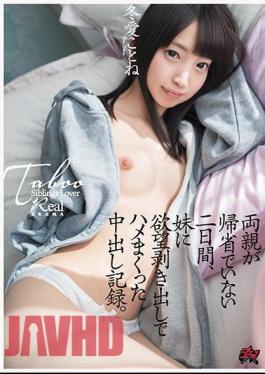 冬愛ことね
両親が
帰省でいない
二日間、
妹に
欲望剥き出しで
ハメまくった
中出し記録。
Taboo
Siblings Lover
Real
DRAMA
JAVHD